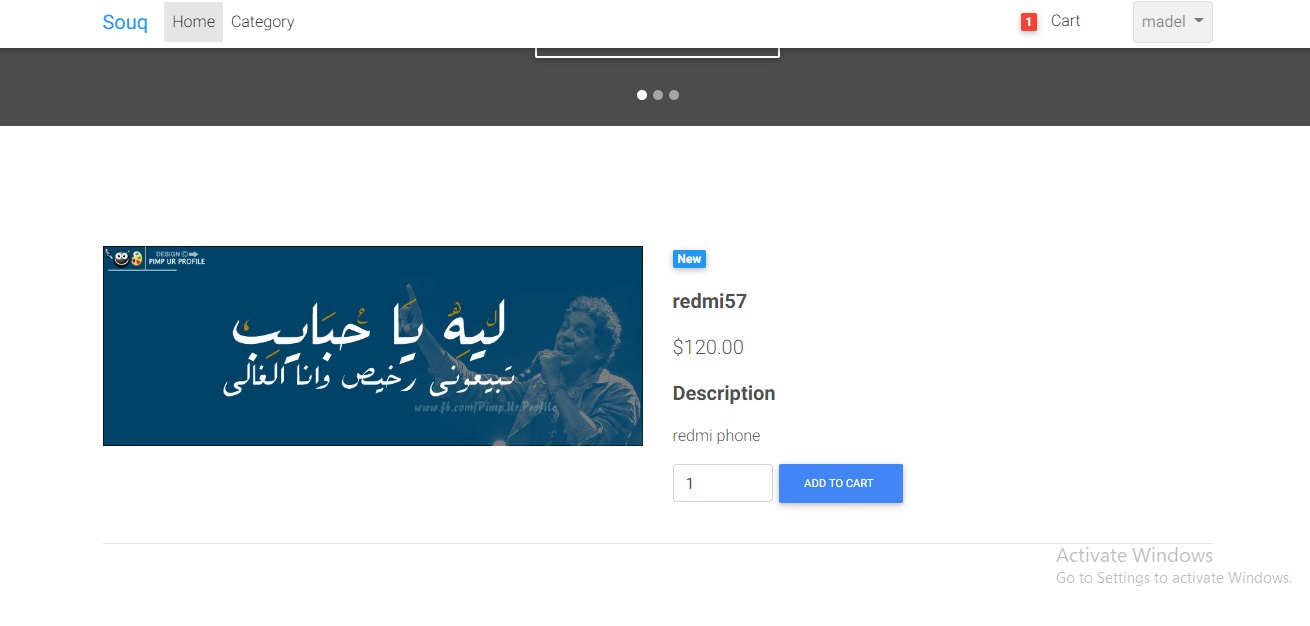 Souq Home Category 1 Cart madel
DESIGN ©
PIMP UR PROFILE
ليه يا حبايب
تبيعونى رخيص وانا الغالى
www.fb.com/Pimp.Ur.Profile
New
redmi57
$120.00
Description
redmi phone
1 ADD TO CART
Activate Windows
Go to Settings to activate Windows.